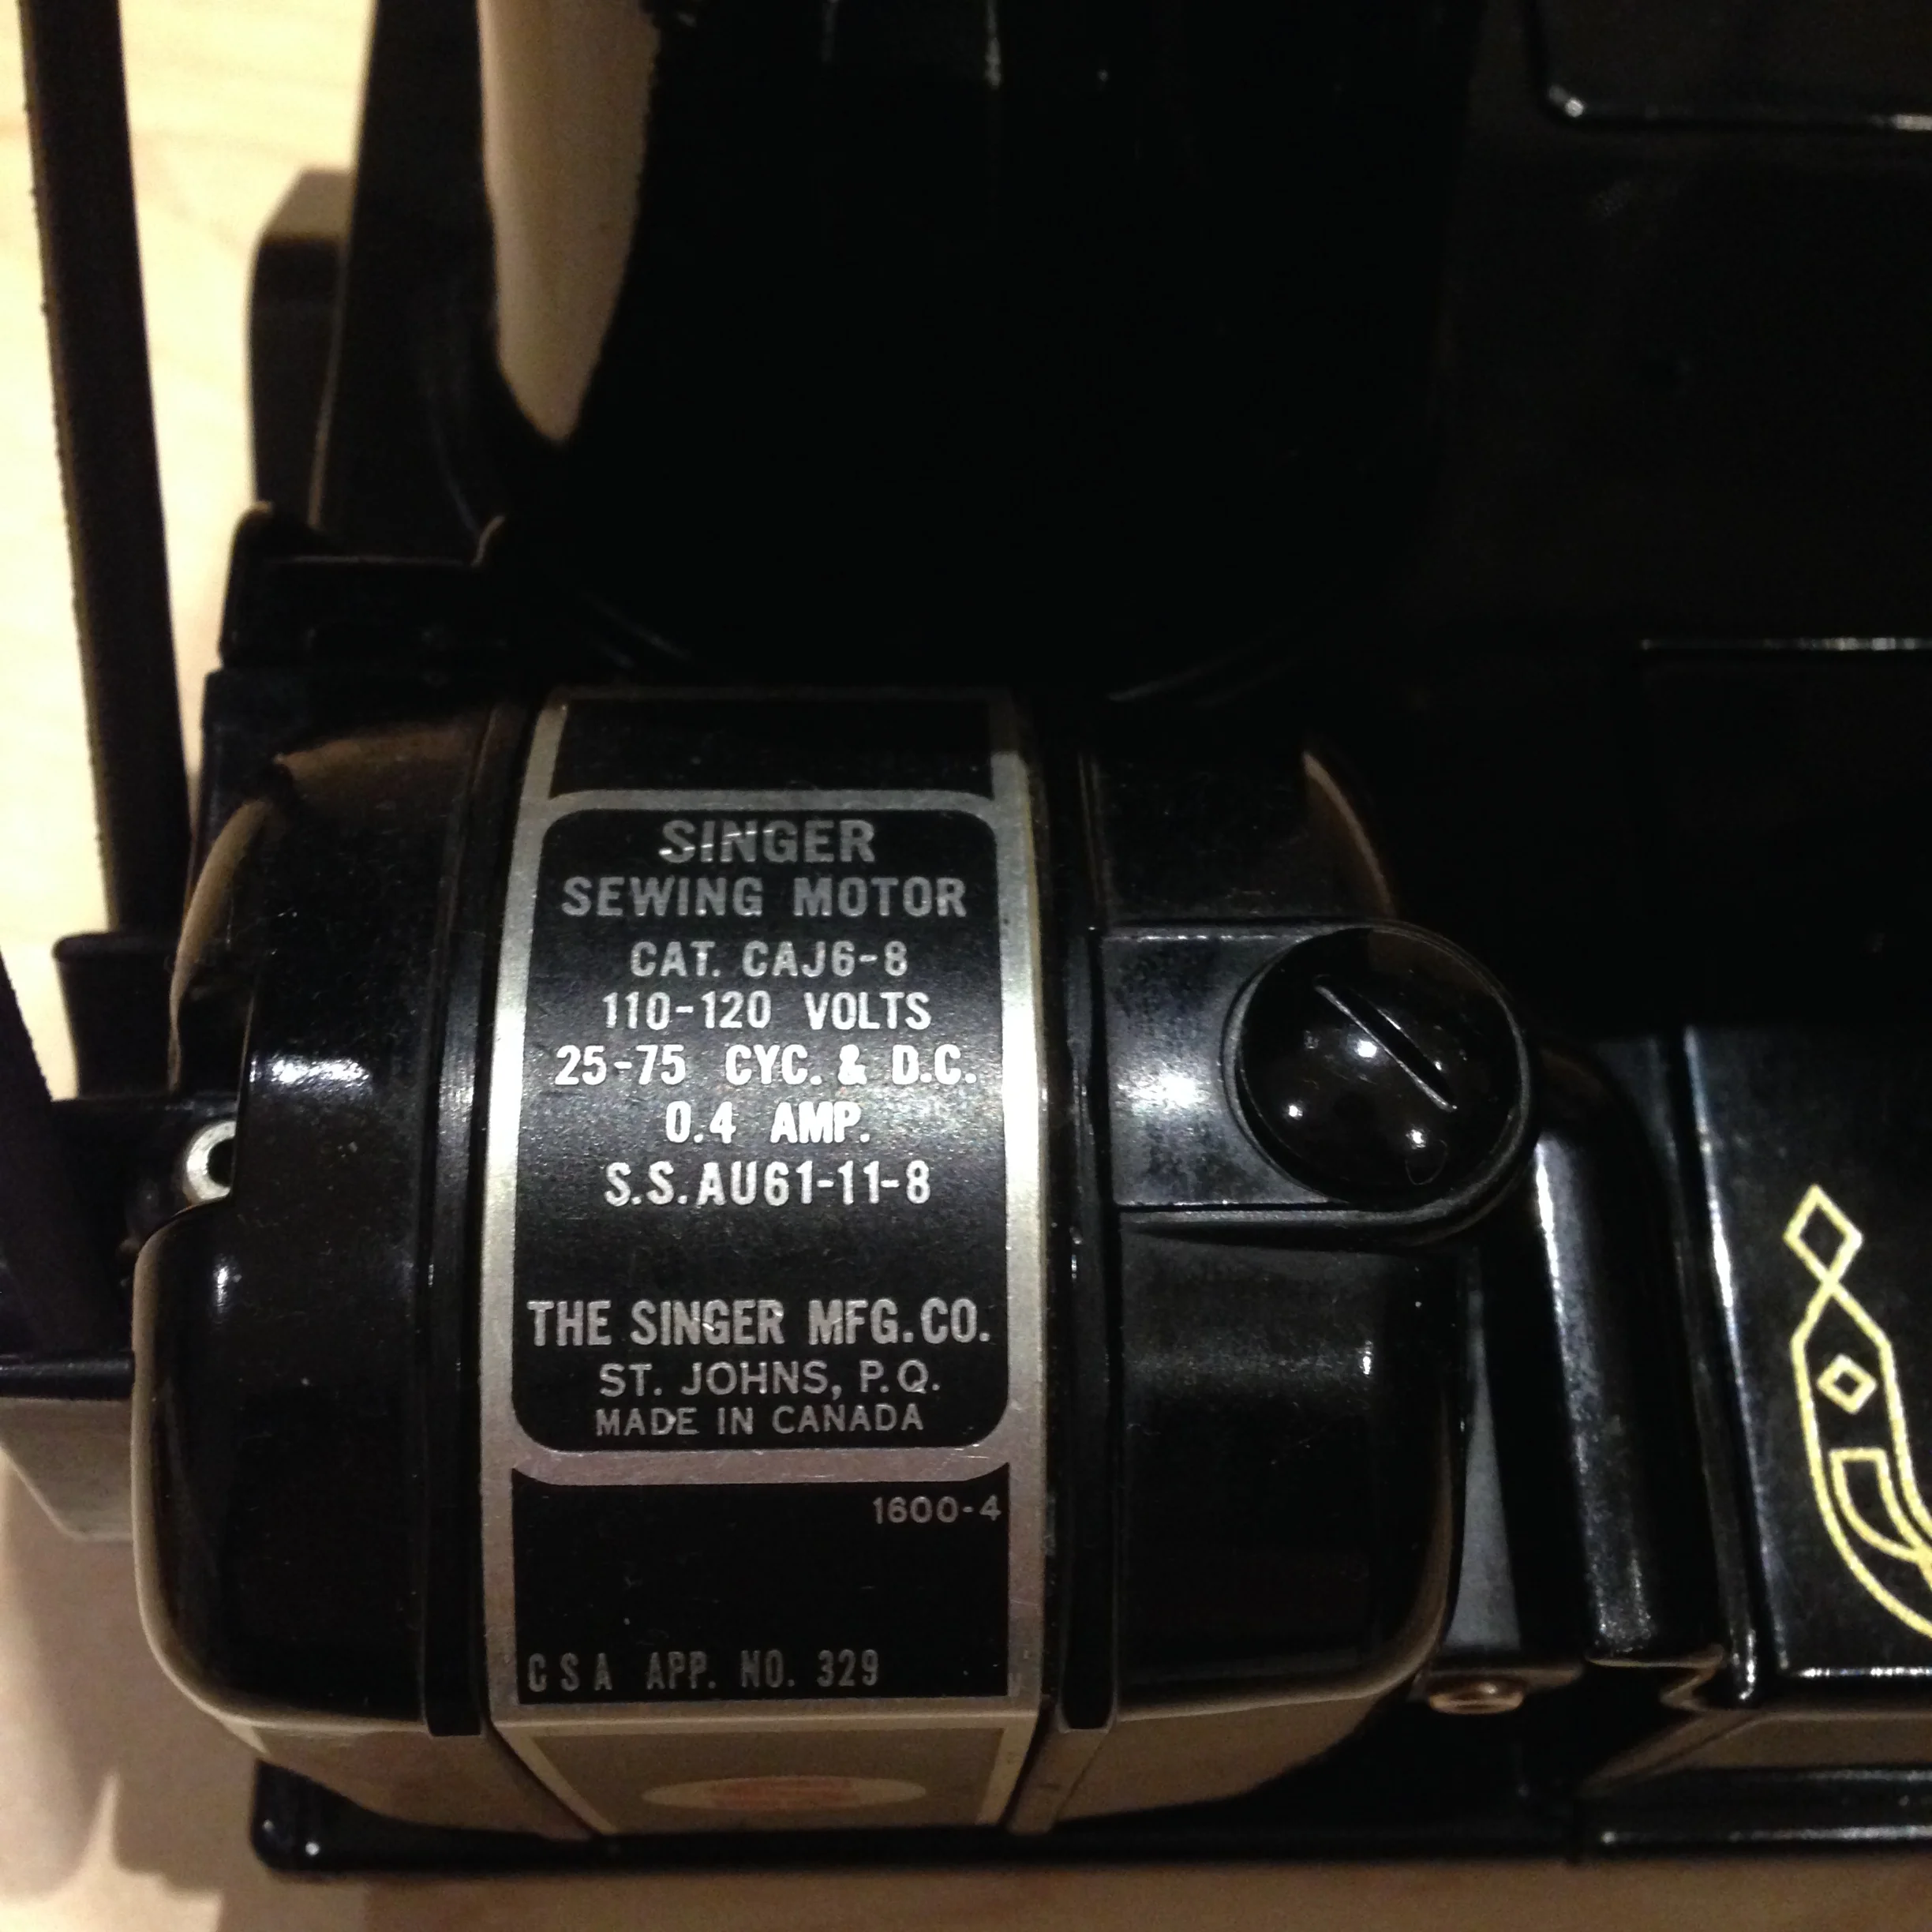 SINGER
SEWING MOTOR
CAT. CAJ6-8
110-120 VOLTS
25-75 CYC. & D.C.
0.4 AMP.
S.S. AU61-11-8
THE SINGER MFG. CO.
ST. JOHNS, P.Q.
MADE IN CANADA
1600-4
CSA APP. NO. 329